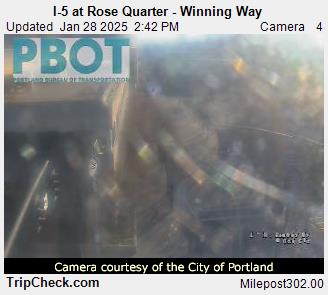 I-5 at Rose Quarter - Winning Way
Updated Jan 28 2025 2:42 PM Camera 4
PBOT
PORTLAND BUREAU OF TRANSPORTATION
Camera courtesy of the City of Portland
TripCheck.com Milepost302.00